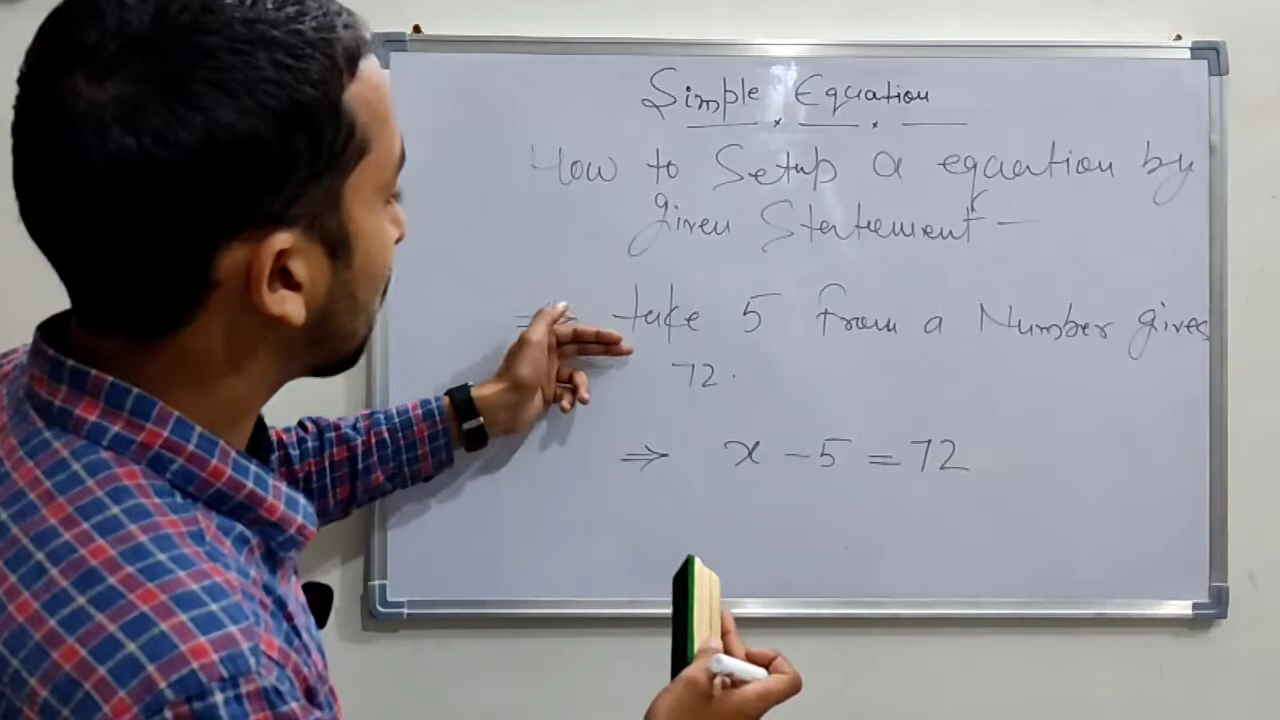 Simple Equation
How to Setup a equation by
given Statement —
⇒ take 5 from a Number gives
72.
⇒ x - 5 = 72